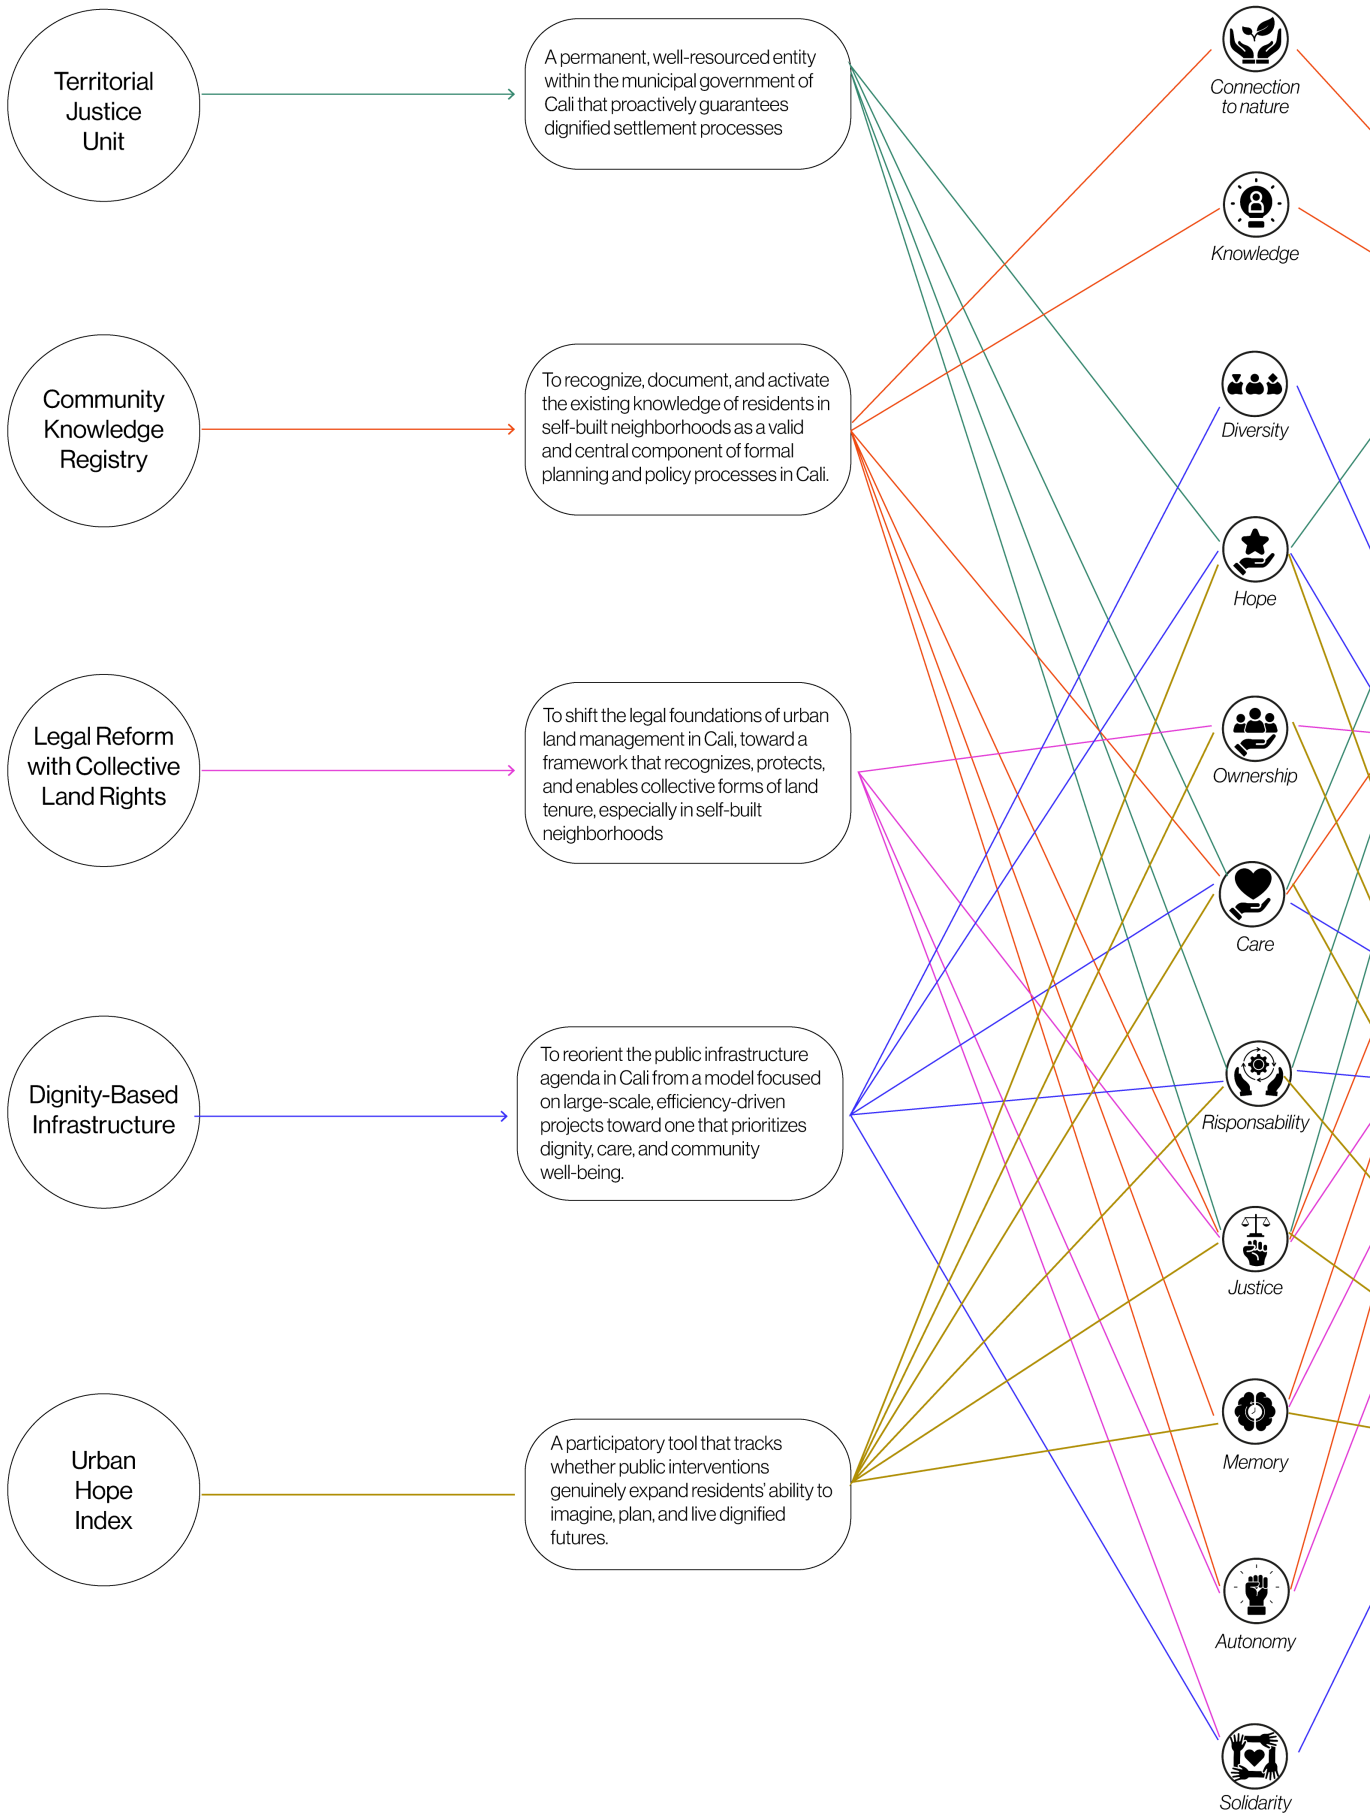 Territorial
Justice
Unit
A permanent, well-resourced entity
within the municipal government of
Cali that proactively guarantees
dignified settlement processes
Connection
to nature
Knowledge
Community
Knowledge
Registry
To recognize, document, and activate
the existing knowledge of residents in
self-built neighborhoods as a valid
and central component of formal
planning and policy processes in Cali.
Diversity
Hope
Legal Reform
with Collective
Land Rights
To shift the legal foundations of urban
land management in Cali, toward a
framework that recognizes, protects,
and enables collective forms of land
tenure, especially in self-built
neighborhoods
Ownership
Care
Dignity-Based
Infrastructure
To reorient the public infrastructure
agenda in Cali from a model focused
on large-scale, efficiency-driven
projects toward one that prioritizes
dignity, care, and community
well-being.
Risponsability
Justice
Urban
Hope
Index
A participatory tool that tracks
whether public interventions
genuinely expand residents' ability to
imagine, plan, and live dignified
futures.
Memory
Autonomy
Solidarity